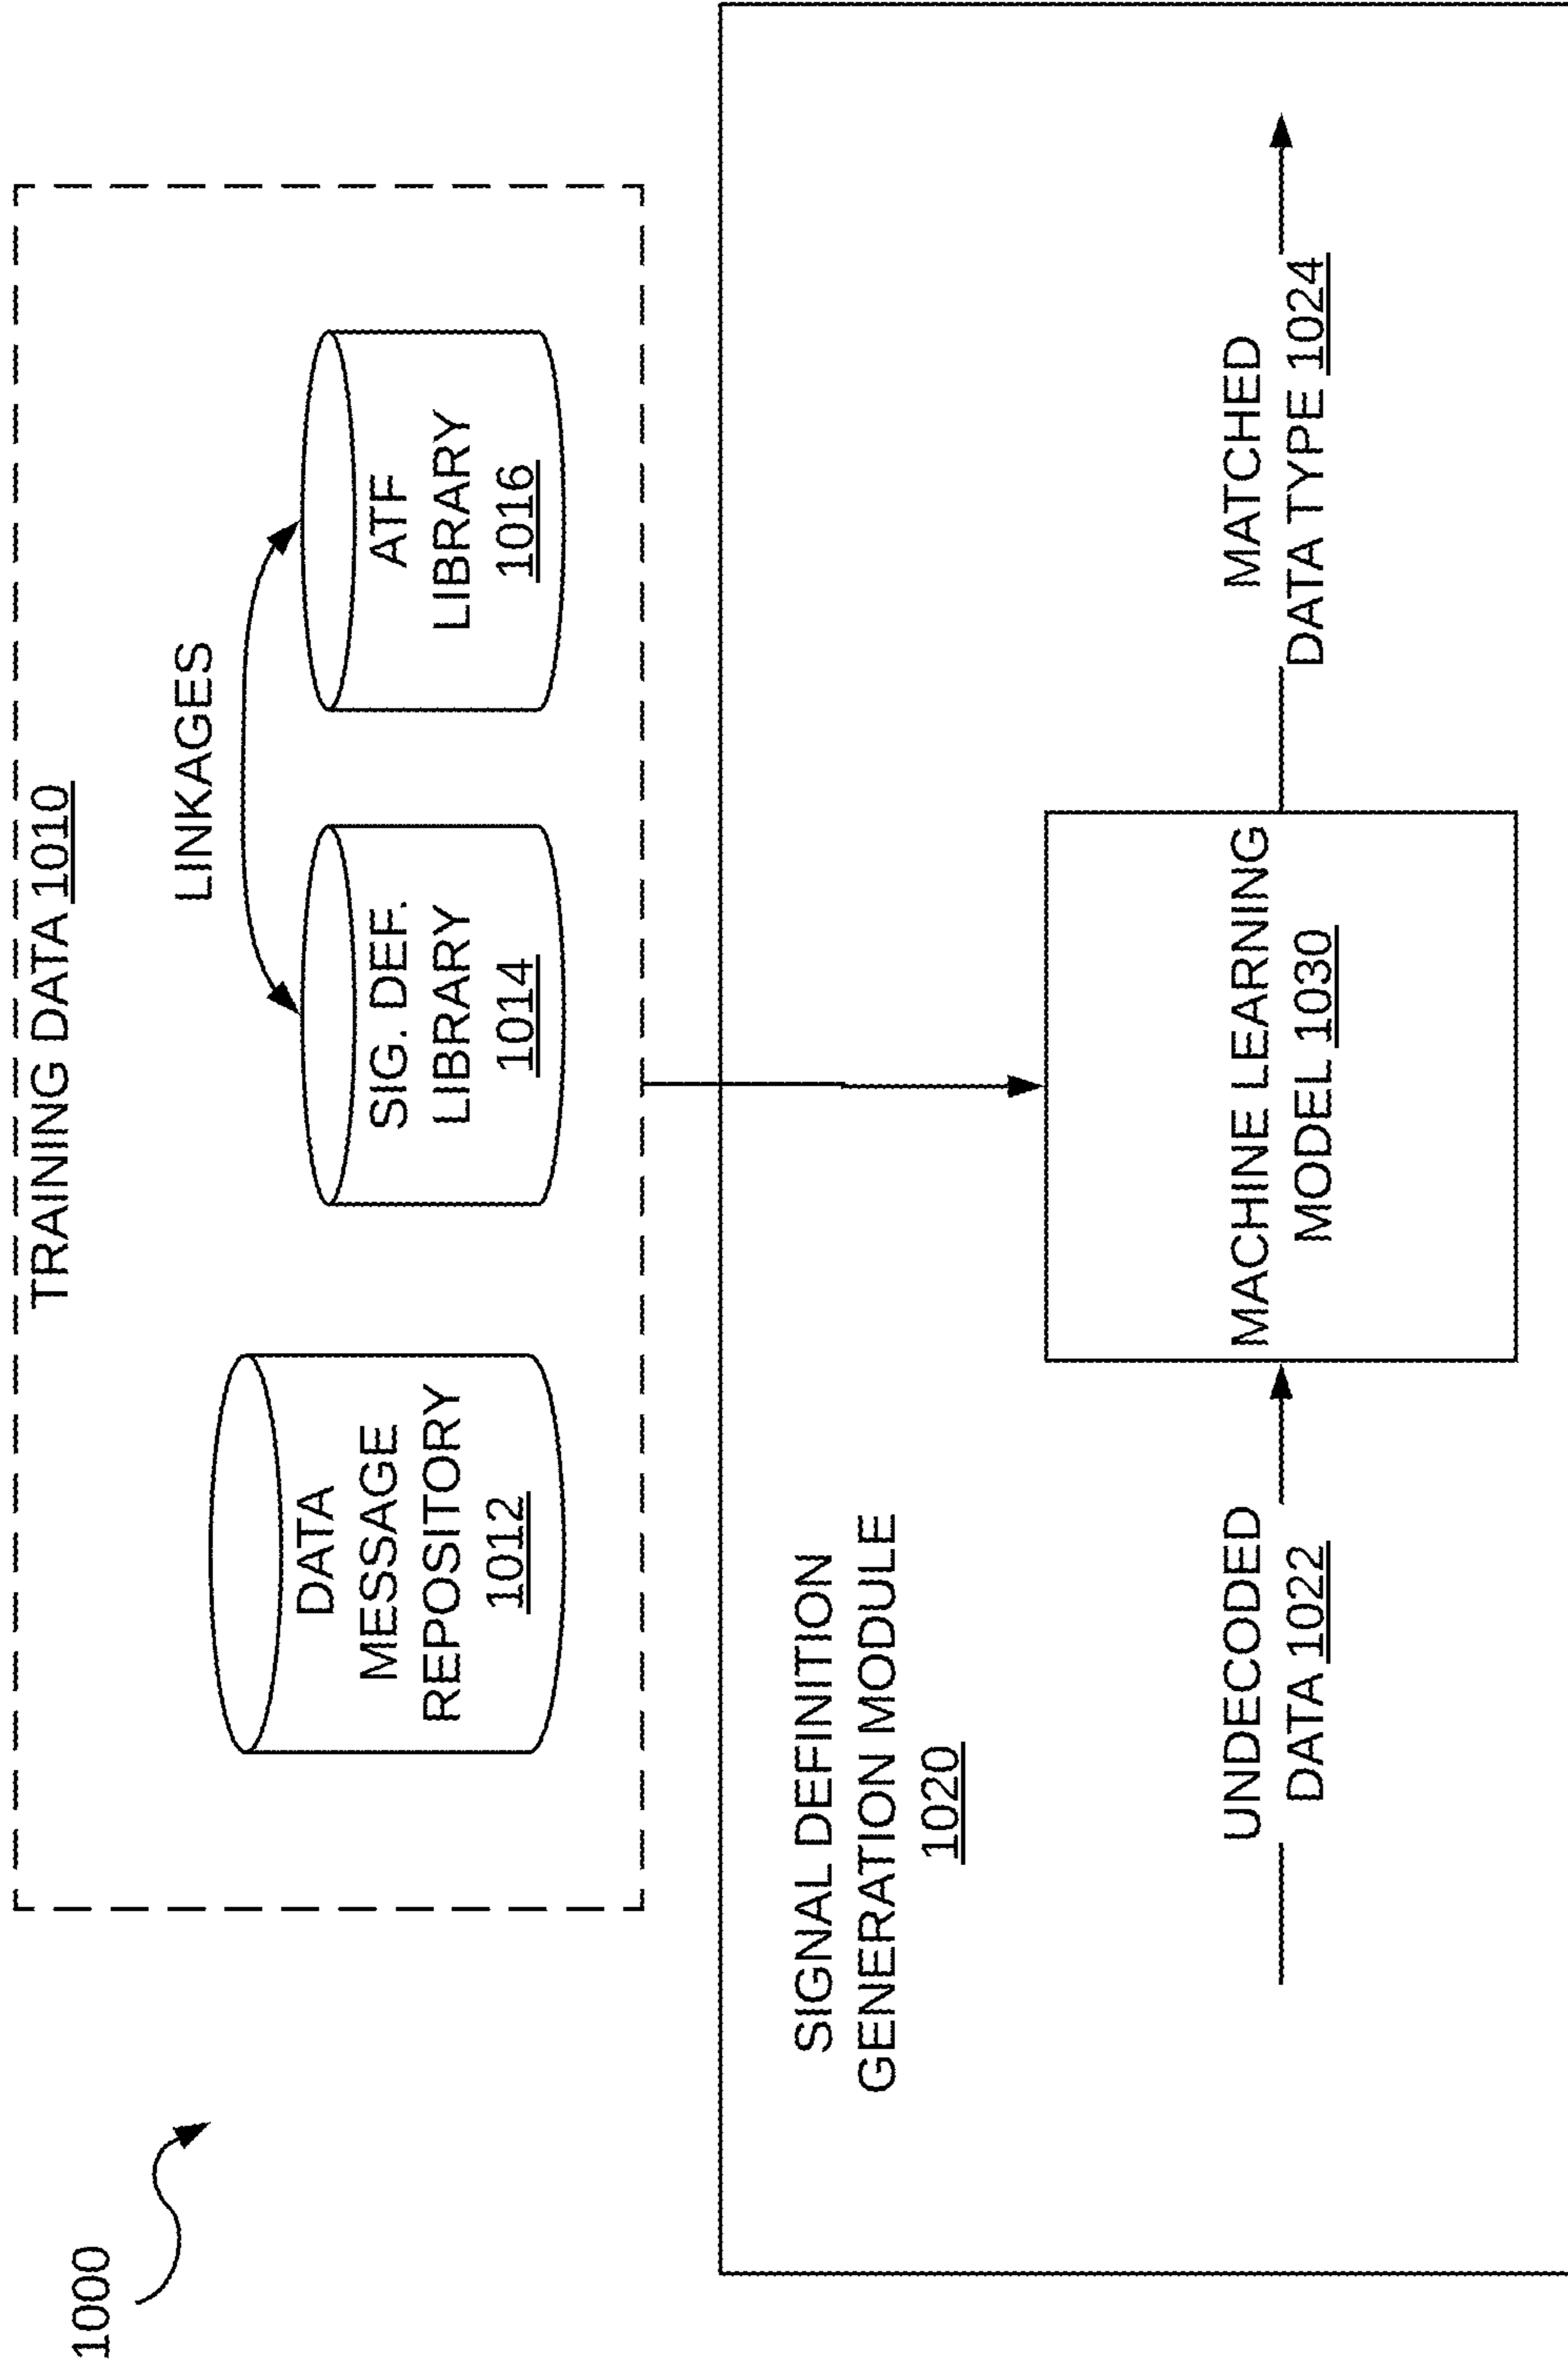 1000
TRAINING DATA 1010
LINKAGES
DATA
MESSAGE
REPOSITORY
1012
SIG. DEF.
LIBRARY
1014
ATF
LIBRARY
1016
SIGNAL DEFINITION
GENERATION MODULE
1020
UNDECODED
DATA 1022
MACHINE LEARNING
MODEL 1030
MATCHED
DATA TYPE 1024